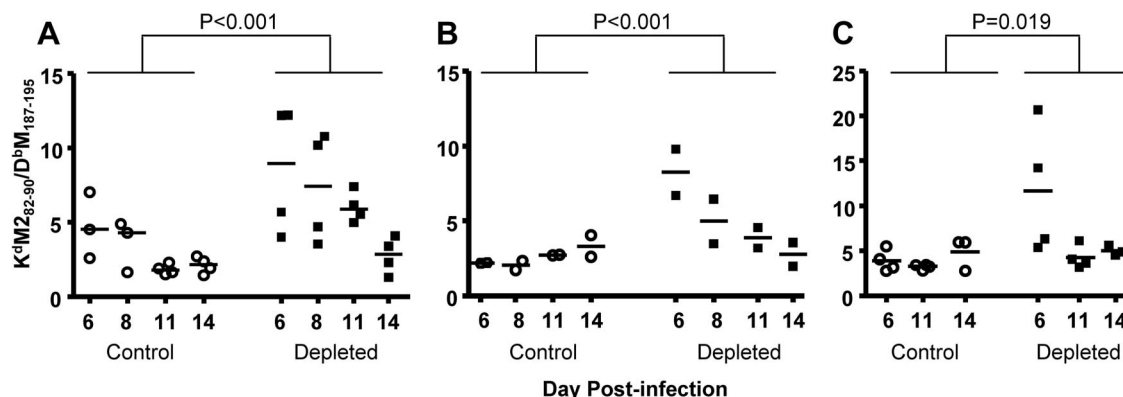 A
P<0.001
B
P<0.001
C
P=0.019
KᵈM2₈₂₋₉₀/DᵇM₁₈₇₋₁₉₅
15
10
5
0
6 8 11 14 6 8 11 14
Control Depleted
15
10
5
0
6 8 11 14 6 8 11 14
Control Depleted
25
20
15
10
5
0
6 11 14 6 11 14
Control Depleted
Day Post-infection